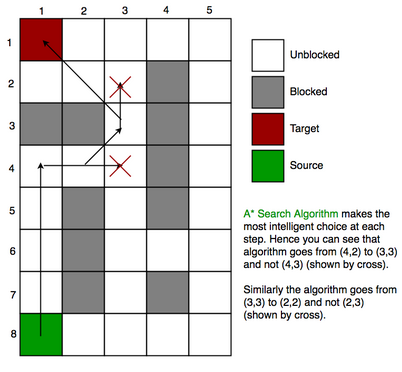 1 2 3 4 5
1
2
3
4
5
6
7
8
Unblocked
Blocked
Target
Source
A* Search Algorithm makes the
most intelligent choice at each
step. Hence you can see that
algorithm goes from (4,2) to (3,3)
and not (4,3) (shown by cross).
Similarly the algorithm goes from
(3,3) to (2,2) and not (2,3)
(shown by cross).